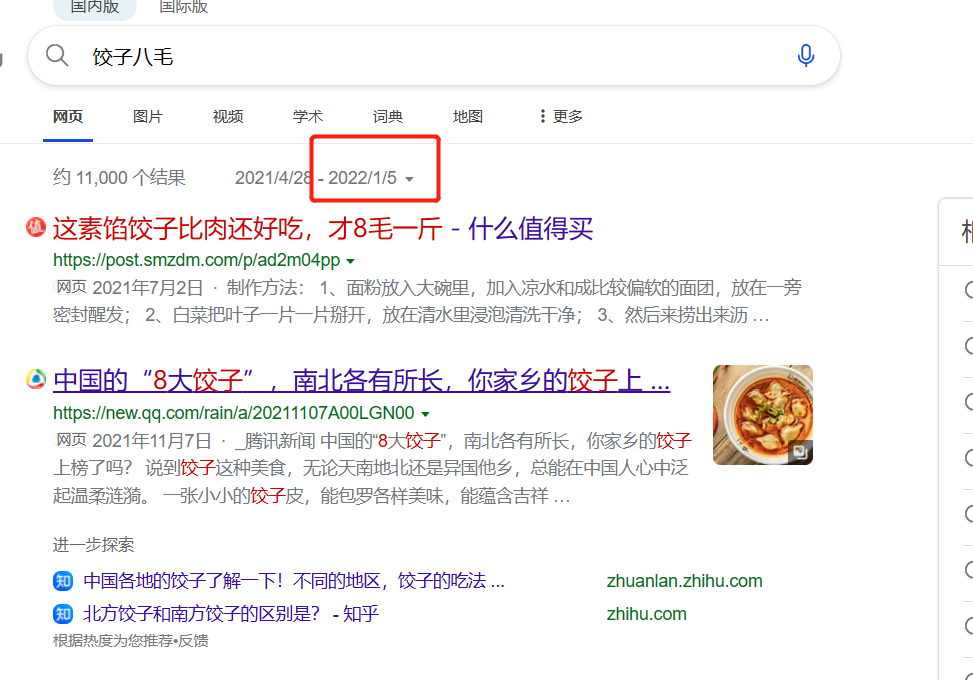 国内版 国际版
饺子八毛
网页 图片 视频 学术 词典 地图 更多
约 11,000 个结果 2021/4/28 - 2022/1/5
值 这素馅饺子比肉还好吃，才8毛一斤 - 什么值得买
https://post.smzdm.com/p/ad2m04pp
网页 2021年7月2日 · 制作方法： 1、面粉放入大碗里，加入凉水和成比较偏软的面团，放在一旁
密封醒发； 2、白菜把叶子一片一片掰开，放在清水里浸泡清洗干净； 3、然后来捞出来沥 ...
中国的“8大饺子”，南北各有所长，你家乡的饺子上 ...
https://new.qq.com/rain/a/20211107A00LGN00
网页 2021年11月7日 · _腾讯新闻 中国的“8大饺子”，南北各有所长，你家乡的饺子
上榜了吗？ 说到饺子这种美食，无论天南地北还是异国他乡，总能在中国人心中泛
起温柔涟漪。 一张小小的饺子皮，能包罗各样美味，能蕴含吉祥 ...
进一步探索
知 中国各地的饺子了解一下！不同的地区，饺子的吃法 ... zhuanlan.zhihu.com
知 北方饺子和南方饺子的区别是？ - 知乎 zhihu.com
根据热度为您推荐•反馈